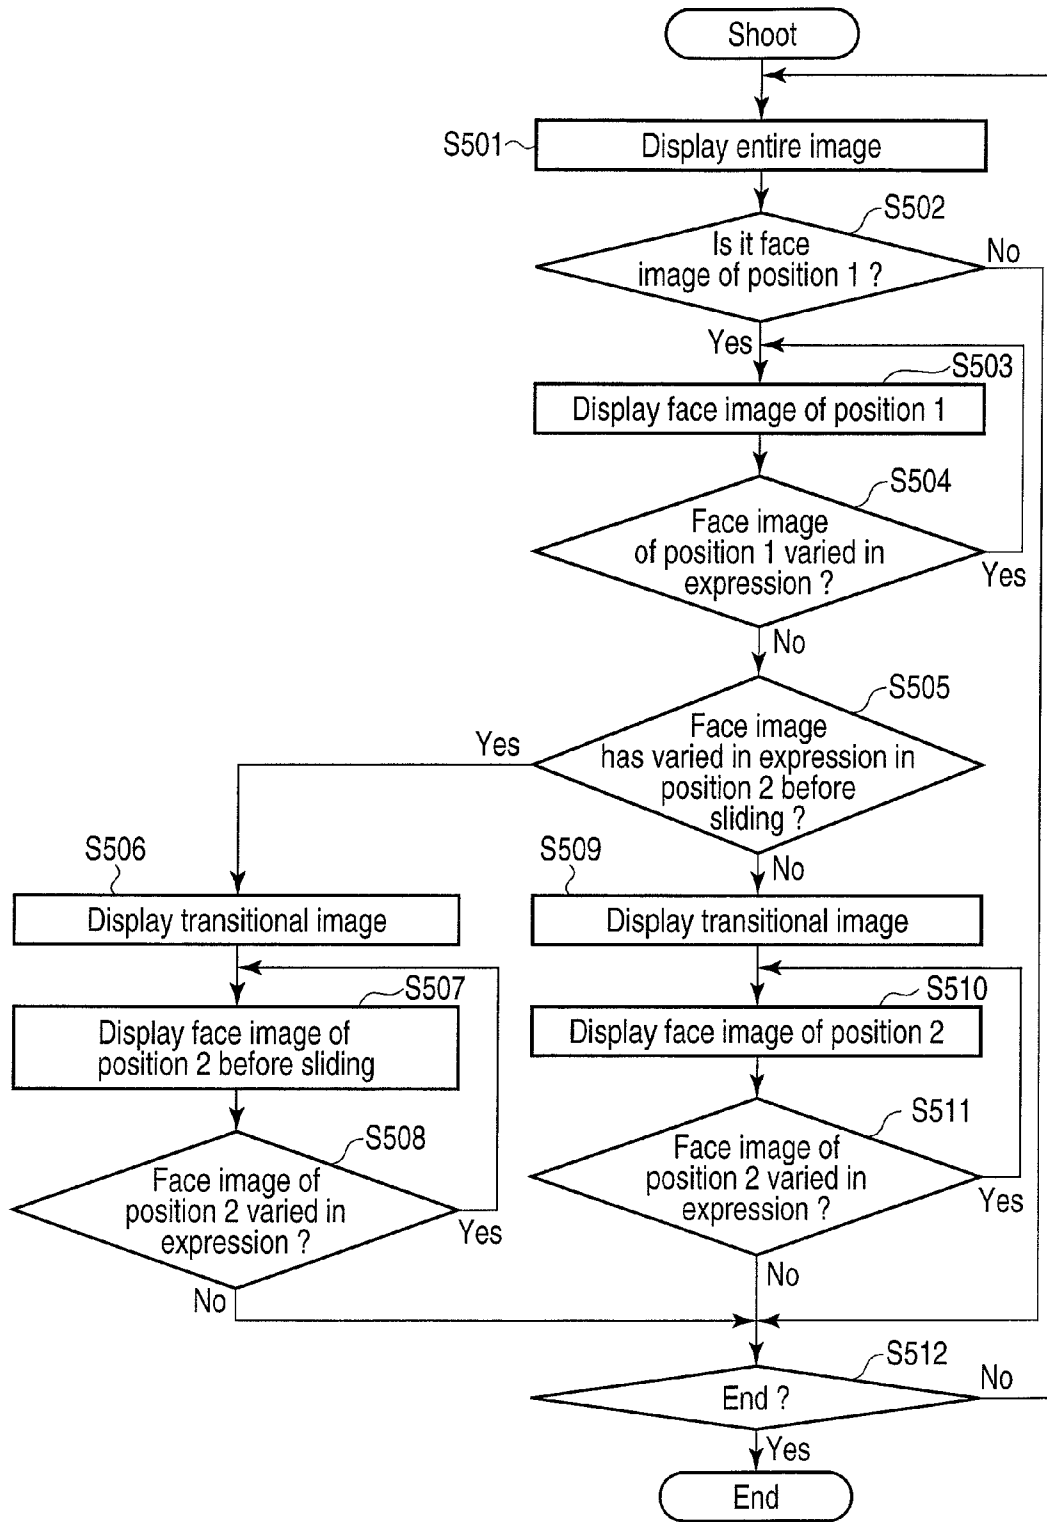 Shoot
S501
Display entire image
S502
Is it face
image of position 1 ?
No
Yes
S503
Display face image of position 1
S504
Face image
of position 1 varied in
expression ?
Yes
No
S505
Face image
has varied in expression in
position 2 before
sliding ?
Yes
No
S506
Display transitional image
S509
Display transitional image
S507
Display face image of
position 2 before sliding
S510
Display face image of position 2
S508
Face image of
position 2 varied in
expression ?
Yes
No
S511
Face image of
position 2 varied in
expression ?
Yes
No
S512
End ?
No
Yes
End